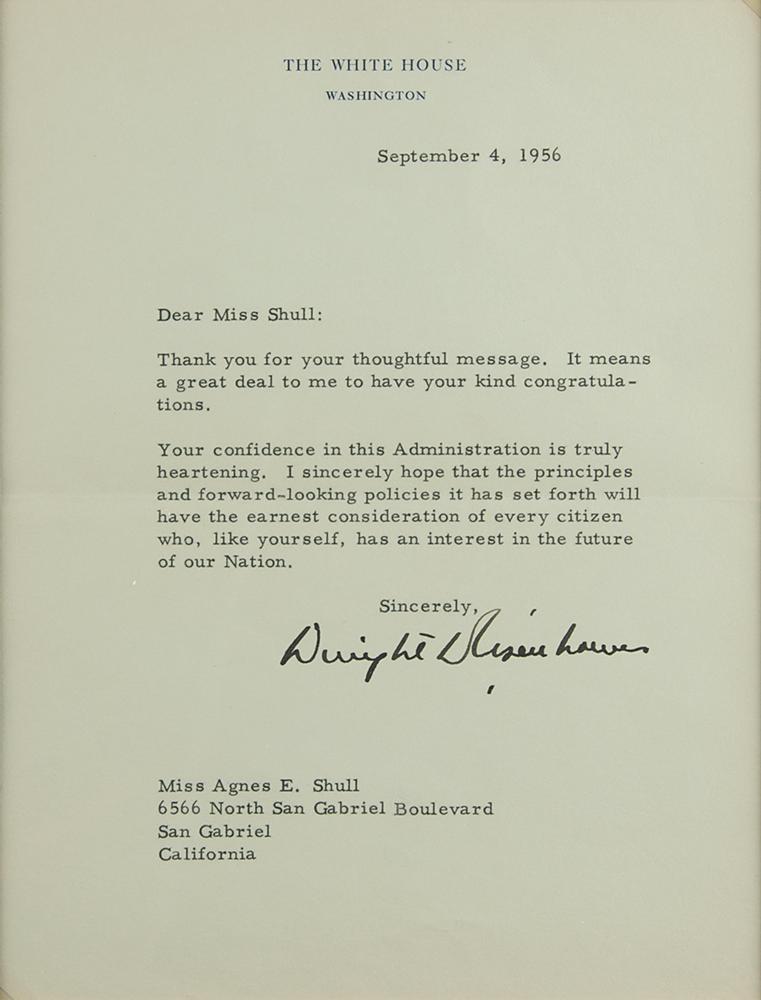 THE WHITE HOUSE
WASHINGTON
September 4, 1956
Dear Miss Shull:
Thank you for your thoughtful message. It means
a great deal to me to have your kind congratula-
tions.
Your confidence in this Administration is truly
heartening. I sincerely hope that the principles
and forward-looking policies it has set forth will
have the earnest consideration of every citizen
who, like yourself, has an interest in the future
of our Nation.
Sincerely,
Dwight D Eisenhower
Miss Agnes E. Shull
6566 North San Gabriel Boulevard
San Gabriel
California